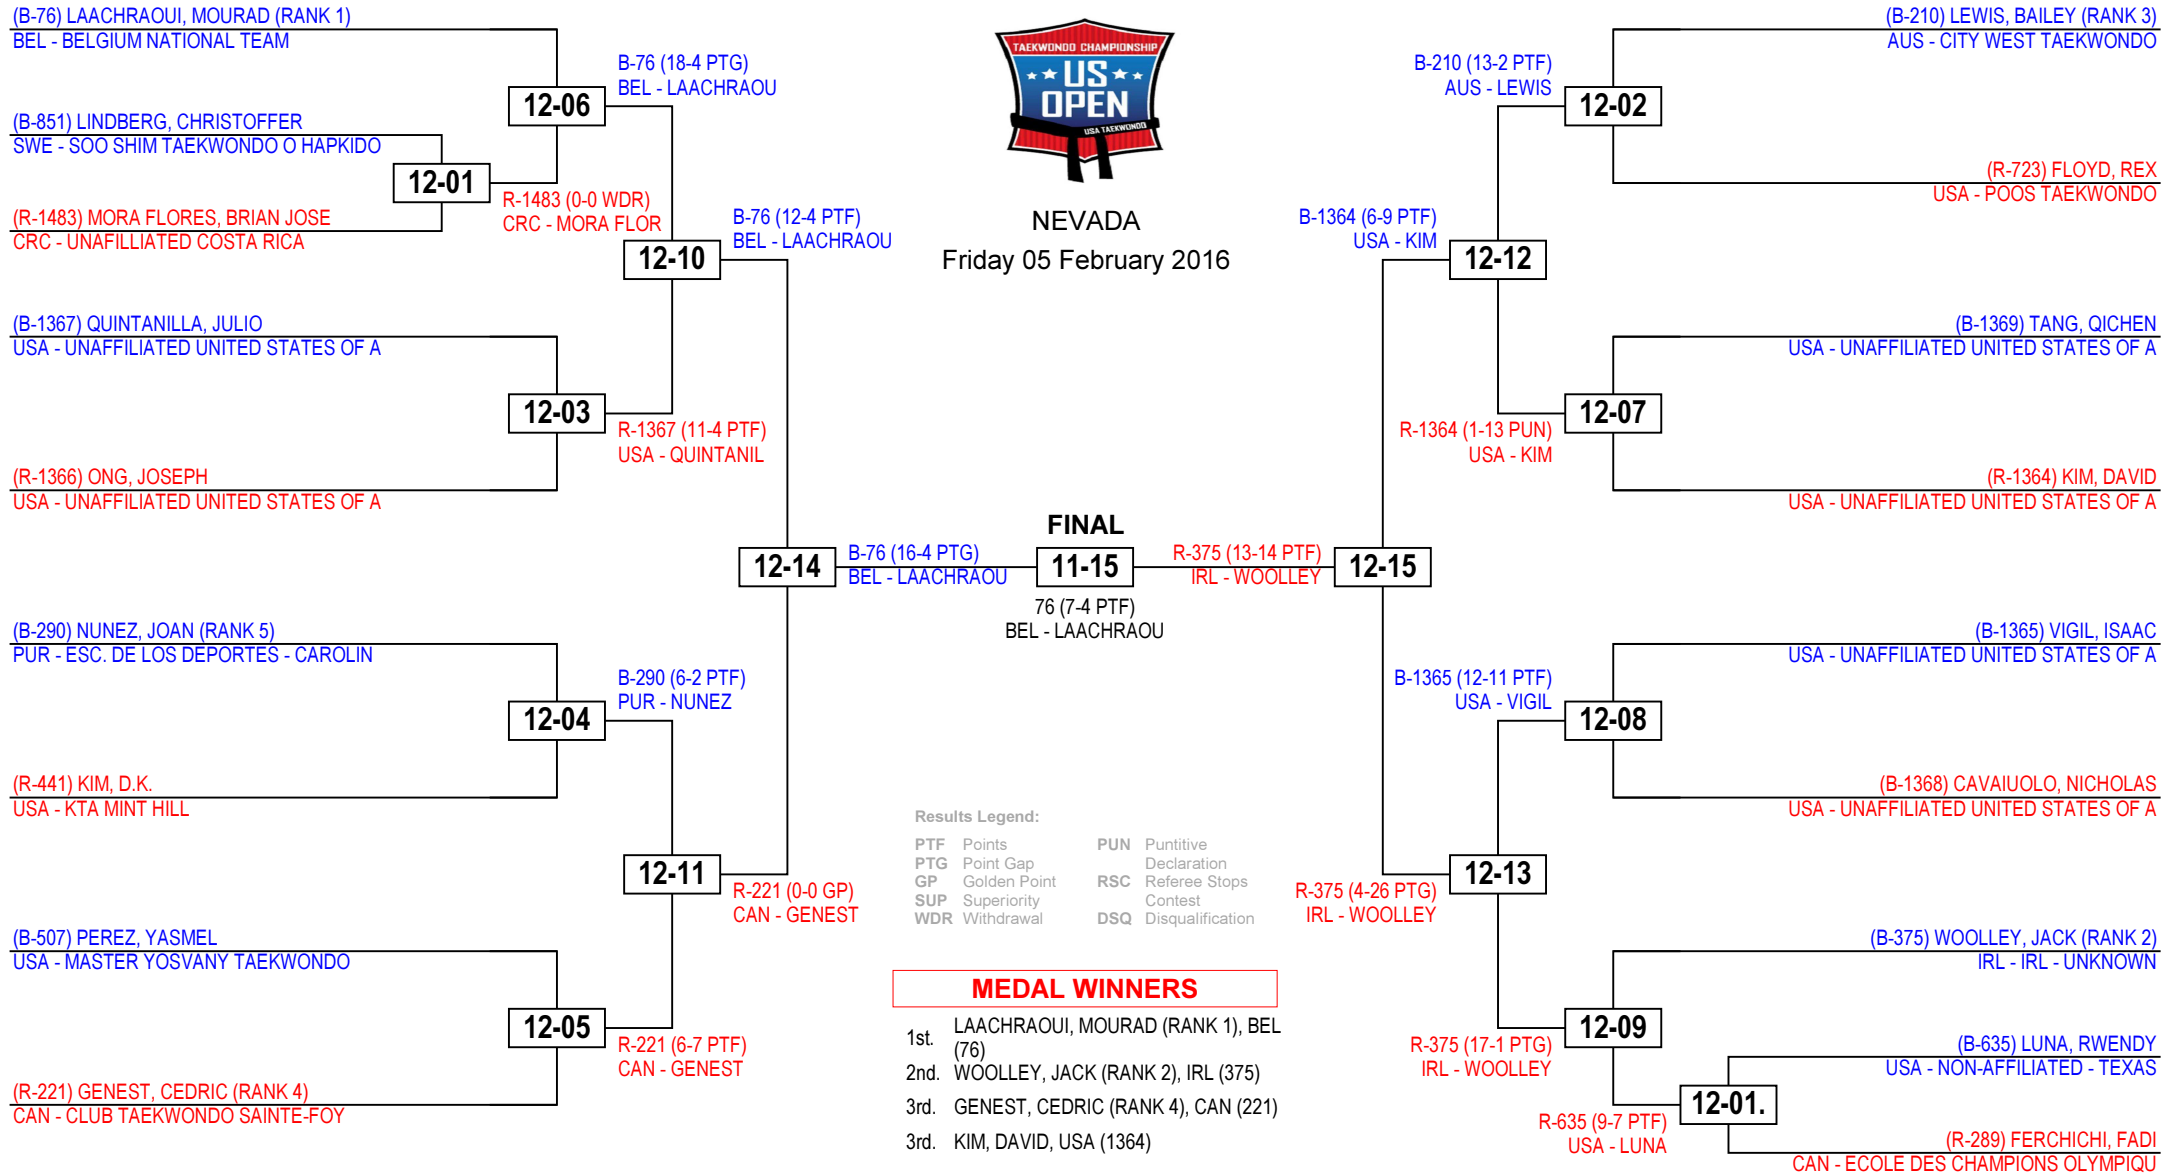 (B-76) LAACHRAOUI, MOURAD (RANK 1)
BEL - BELGIUM NATIONAL TEAM
(B-851) LINDBERG, CHRISTOFFER
SWE - SOO SHIM TAEKWONDO O HAPKIDO
(R-1483) MORA FLORES, BRIAN JOSE
CRC - UNAFILLIATED COSTA RICA
(B-1367) QUINTANILLA, JULIO
USA - UNAFFILIATED UNITED STATES OF A
(R-1366) ONG, JOSEPH
USA - UNAFFILIATED UNITED STATES OF A
(B-290) NUNEZ, JOAN (RANK 5)
PUR - ESC. DE LOS DEPORTES - CAROLIN
(R-441) KIM, D.K.
USA - KTA MINT HILL
(B-507) PEREZ, YASMEL
USA - MASTER YOSVANY TAEKWONDO
(R-221) GENEST, CEDRIC (RANK 4)
CAN - CLUB TAEKWONDO SAINTE-FOY
12-01
R-1483 (0-0 WDR)
CRC - MORA FLOR
12-06
B-76 (18-4 PTG)
BEL - LAACHRAOU
12-03
R-1367 (11-4 PTF)
USA - QUINTANIL
12-04
B-290 (6-2 PTF)
PUR - NUNEZ
12-05
R-221 (6-7 PTF)
CAN - GENEST
12-10
B-76 (12-4 PTF)
BEL - LAACHRAOU
12-11
R-221 (0-0 GP)
CAN - GENEST
12-14
B-76 (16-4 PTG)
BEL - LAACHRAOU
TAEKWONDO CHAMPIONSHIP
US
OPEN
USA TAEKWONDO
NEVADA
Friday 05 February 2016
FINAL
11-15
76 (7-4 PTF)
BEL - LAACHRAOU
R-375 (13-14 PTF)
IRL - WOOLLEY
12-15
B-1364 (6-9 PTF)
USA - KIM
12-12
R-375 (4-26 PTG)
IRL - WOOLLEY
12-13
B-210 (13-2 PTF)
AUS - LEWIS
12-02
R-1364 (1-13 PUN)
USA - KIM
12-07
B-1365 (12-11 PTF)
USA - VIGIL
12-08
R-375 (17-1 PTG)
IRL - WOOLLEY
12-09
R-635 (9-7 PTF)
USA - LUNA
12-01.
(B-210) LEWIS, BAILEY (RANK 3)
AUS - CITY WEST TAEKWONDO
(R-723) FLOYD, REX
USA - POOS TAEKWONDO
(B-1369) TANG, QICHEN
USA - UNAFFILIATED UNITED STATES OF A
(R-1364) KIM, DAVID
USA - UNAFFILIATED UNITED STATES OF A
(B-1365) VIGIL, ISAAC
USA - UNAFFILIATED UNITED STATES OF A
(B-1368) CAVAIUOLO, NICHOLAS
USA - UNAFFILIATED UNITED STATES OF A
(B-375) WOOLLEY, JACK (RANK 2)
IRL - IRL - UNKNOWN
(B-635) LUNA, RWENDY
USA - NON-AFFILIATED - TEXAS
(R-289) FERCHICHI, FADI
CAN - ECOLE DES CHAMPIONS OLYMPIQU
Results Legend:
PTF Points
PTG Point Gap
GP Golden Point
SUP Superiority
WDR Withdrawal
PUN Puntitive
Declaration
RSC Referee Stops
Contest
DSQ Disqualification
MEDAL WINNERS
1st. LAACHRAOUI, MOURAD (RANK 1), BEL
(76)
2nd. WOOLLEY, JACK (RANK 2), IRL (375)
3rd. GENEST, CEDRIC (RANK 4), CAN (221)
3rd. KIM, DAVID, USA (1364)